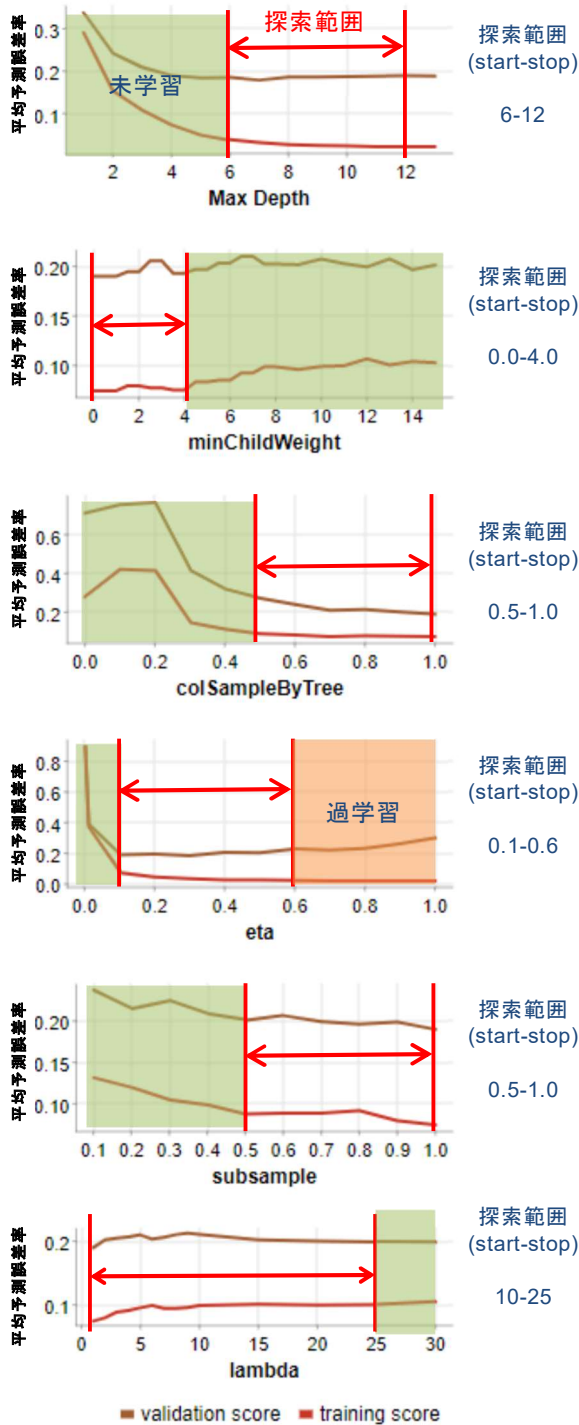 平均予測誤差率
0.3
0.2
0.1
未学習
探索範囲
2
4
6
8
10
12
Max Depth
探索範囲
(start-stop)
6-12
平均予測誤差率
0.20
0.15
0.10
0
2
4
6
8
10
12
14
minChildWeight
探索範囲
(start-stop)
0.0-4.0
平均予測誤差率
0.6
0.4
0.2
0.0
0.2
0.4
0.6
0.8
1.0
colSampleByTree
探索範囲
(start-stop)
0.5-1.0
平均予測誤差率
0.8
0.6
0.4
0.2
0.0
過学習
0.0
0.2
0.4
0.6
0.8
1.0
eta
探索範囲
(start-stop)
0.1-0.6
平均予測誤差率
0.20
0.15
0.10
0.1
0.2
0.3
0.4
0.5
0.6
0.7
0.8
0.9
1.0
subsample
探索範囲
(start-stop)
0.5-1.0
平均予測誤差率
0.2
0.1
0
5
10
15
20
25
30
lambda
探索範囲
(start-stop)
10-25
validation score
training score